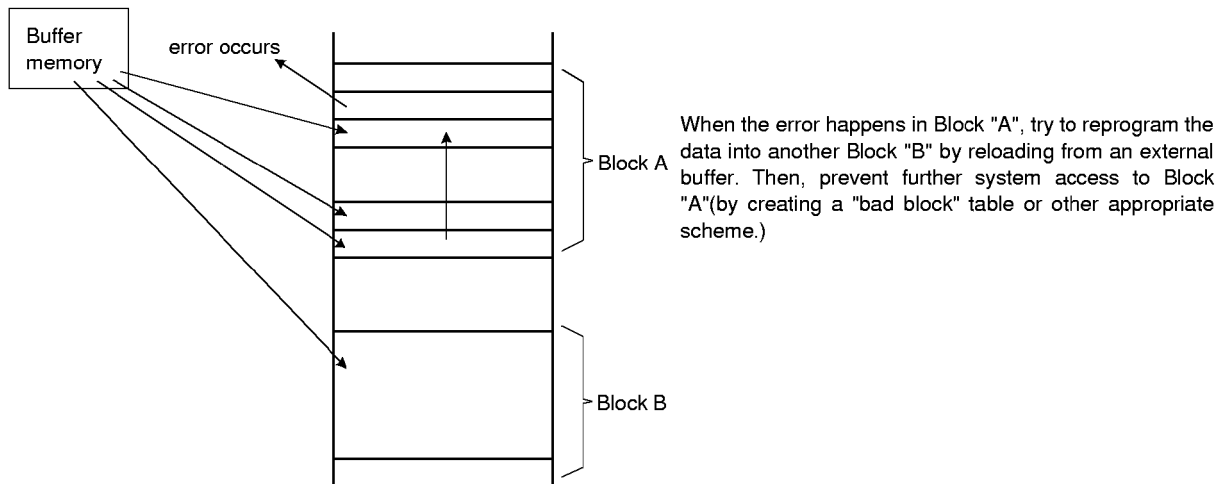 Buffer
memory
error occurs
Block A
When the error happens in Block "A", try to reprogram the
data into another Block "B" by reloading from an external
buffer. Then, prevent further system access to Block
"A"(by creating a "bad block" table or other appropriate
scheme.)
Block B